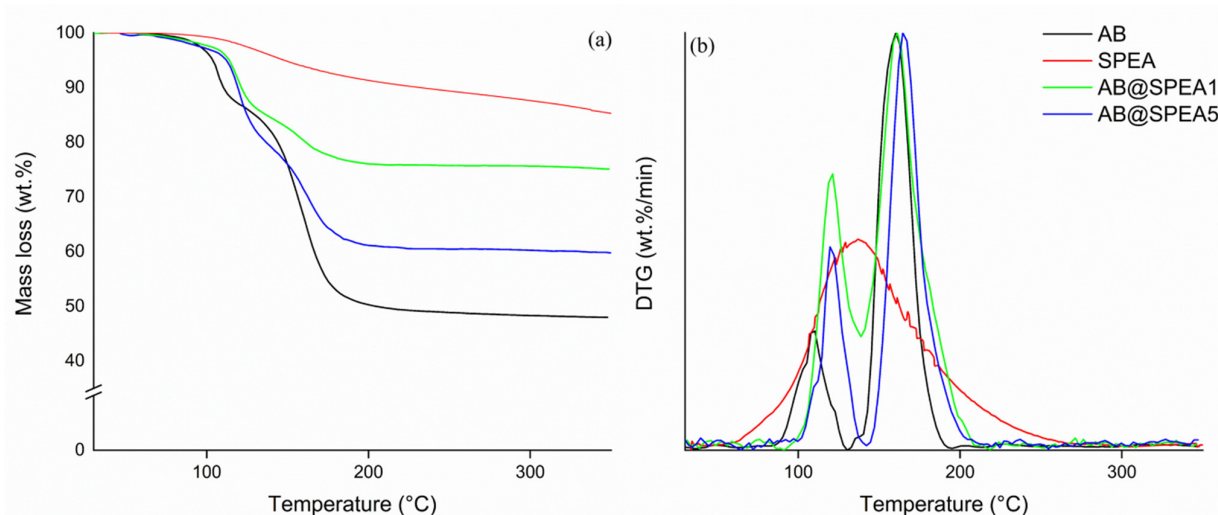 (a)
Mass loss (wt.%)
100
90
80
70
60
50
40
0
100
200
300
Temperature (°C)
(b)
AB
SPEA
AB@SPEA1
AB@SPEA5
DTG (wt.%/min)
100
200
300
Temperature (°C)